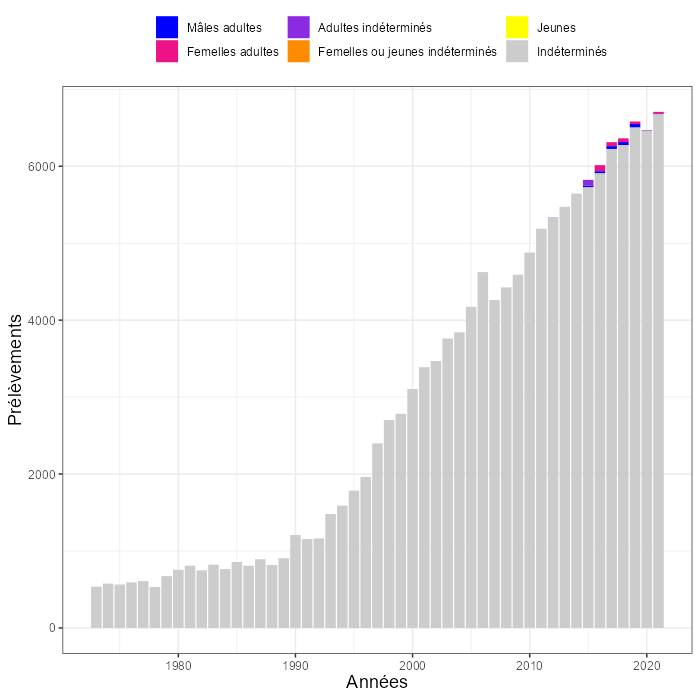 Mâles adultes
Adultes indéterminés
Jeunes
Femelles adultes
Femelles ou jeunes indéterminés
Indéterminés
Prélèvements
6000
4000
2000
0
1980
1990
2000
2010
2020
Années